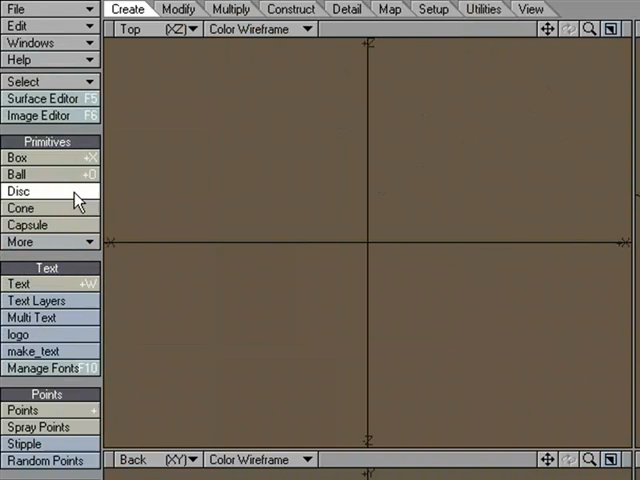 File Create Modify Multiply Construct Detail Map Setup Utilities View
Edit Top (XZ) Color Wireframe
Windows
Help
Select
Surface Editor F5
Image Editor F6
Primitives
Box +X
Ball +O
Disc
Cone
Capsule
More
Text
Text +W
Text Layers
Multi Text
logo
make_text
Manage Fonts F10
Points
Points +
Spray Points
Stipple
Random Points
+Z
-X
+X
-Z
Back (XY) Color Wireframe
+Y